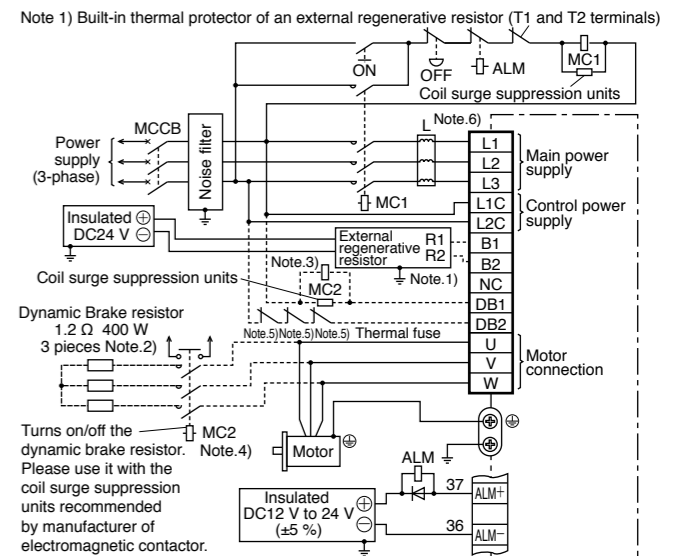 Note 1) Built-in thermal protector of an external regenerative resistor (T1 and T2 terminals)
ON
OFF
ALM
MC1
Coil surge suppression units
Note.6)
L
MCCB
Power
supply
(3-phase)
Noise filter
MC1
L1
L2
L3
L1C
L2C
B1
B2
NC
DB1
DB2
U
V
W
Main power
supply
Control power
supply
Motor
connection
Insulated
DC24 V
External
regenerative
resistor
R1
R2
Note.1)
Note.3)
Coil surge suppression units
MC2
Note.5)Note.5)Note.5) Thermal fuse
Dynamic Brake resistor
1.2 Ω 400 W
3 pieces Note.2)
Turns on/off the
dynamic brake resistor.
Please use it with the
coil surge suppression
units recommended
by manufacturer of
electromagnetic contactor.
MC2
Note.4)
Motor
ALM
Insulated
DC12 V to 24 V
(±5 %)
37
ALM+
36
ALM−